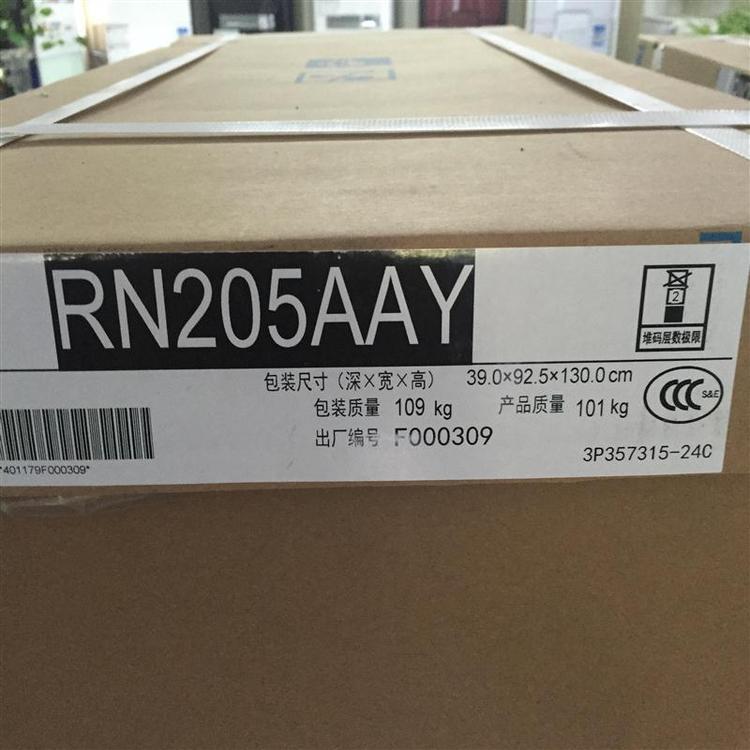 RN205AAY
2
堆码层数极限
包装尺寸（深×宽×高） 39.0×92.5×130.0cm
包装质量 109 kg 产品质量 101kg
CCC S&E
出厂编号 F000309
*401179F000309*
3P357315-24C